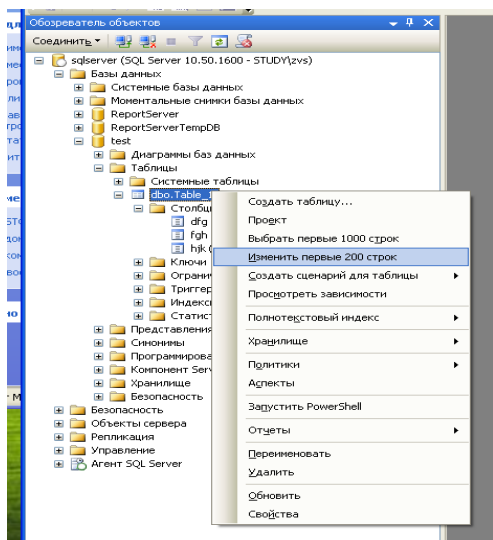 Обозреватель объектов
Соединить
sqlserver (SQL Server 10.50.1600 - STUDY\zvs)
Базы данных
Системные базы данных
Моментальные снимки базы данных
ReportServer
ReportServerTempDB
test
Диаграммы баз данных
Таблицы
Системные таблицы
dbo.Table_1
Столбц
dfg
fgh
hjk (
Ключи
Ограни
Триггер
Индекс
Статист
Представления
Синонимы
Программирова
Компонент Serv
Хранилище
Безопасность
Безопасность
Объекты сервера
Репликация
Управление
Агент SQL Server
Создать таблицу...
Проект
Выбрать первые 1000 строк
Изменить первые 200 строк
Создать сценарий для таблицы
Просмотреть зависимости
Полнотекстовый индекс
Хранилище
Политики
Аспекты
Запустить PowerShell
Отчеты
Переименовать
Удалить
Обновить
Свойства